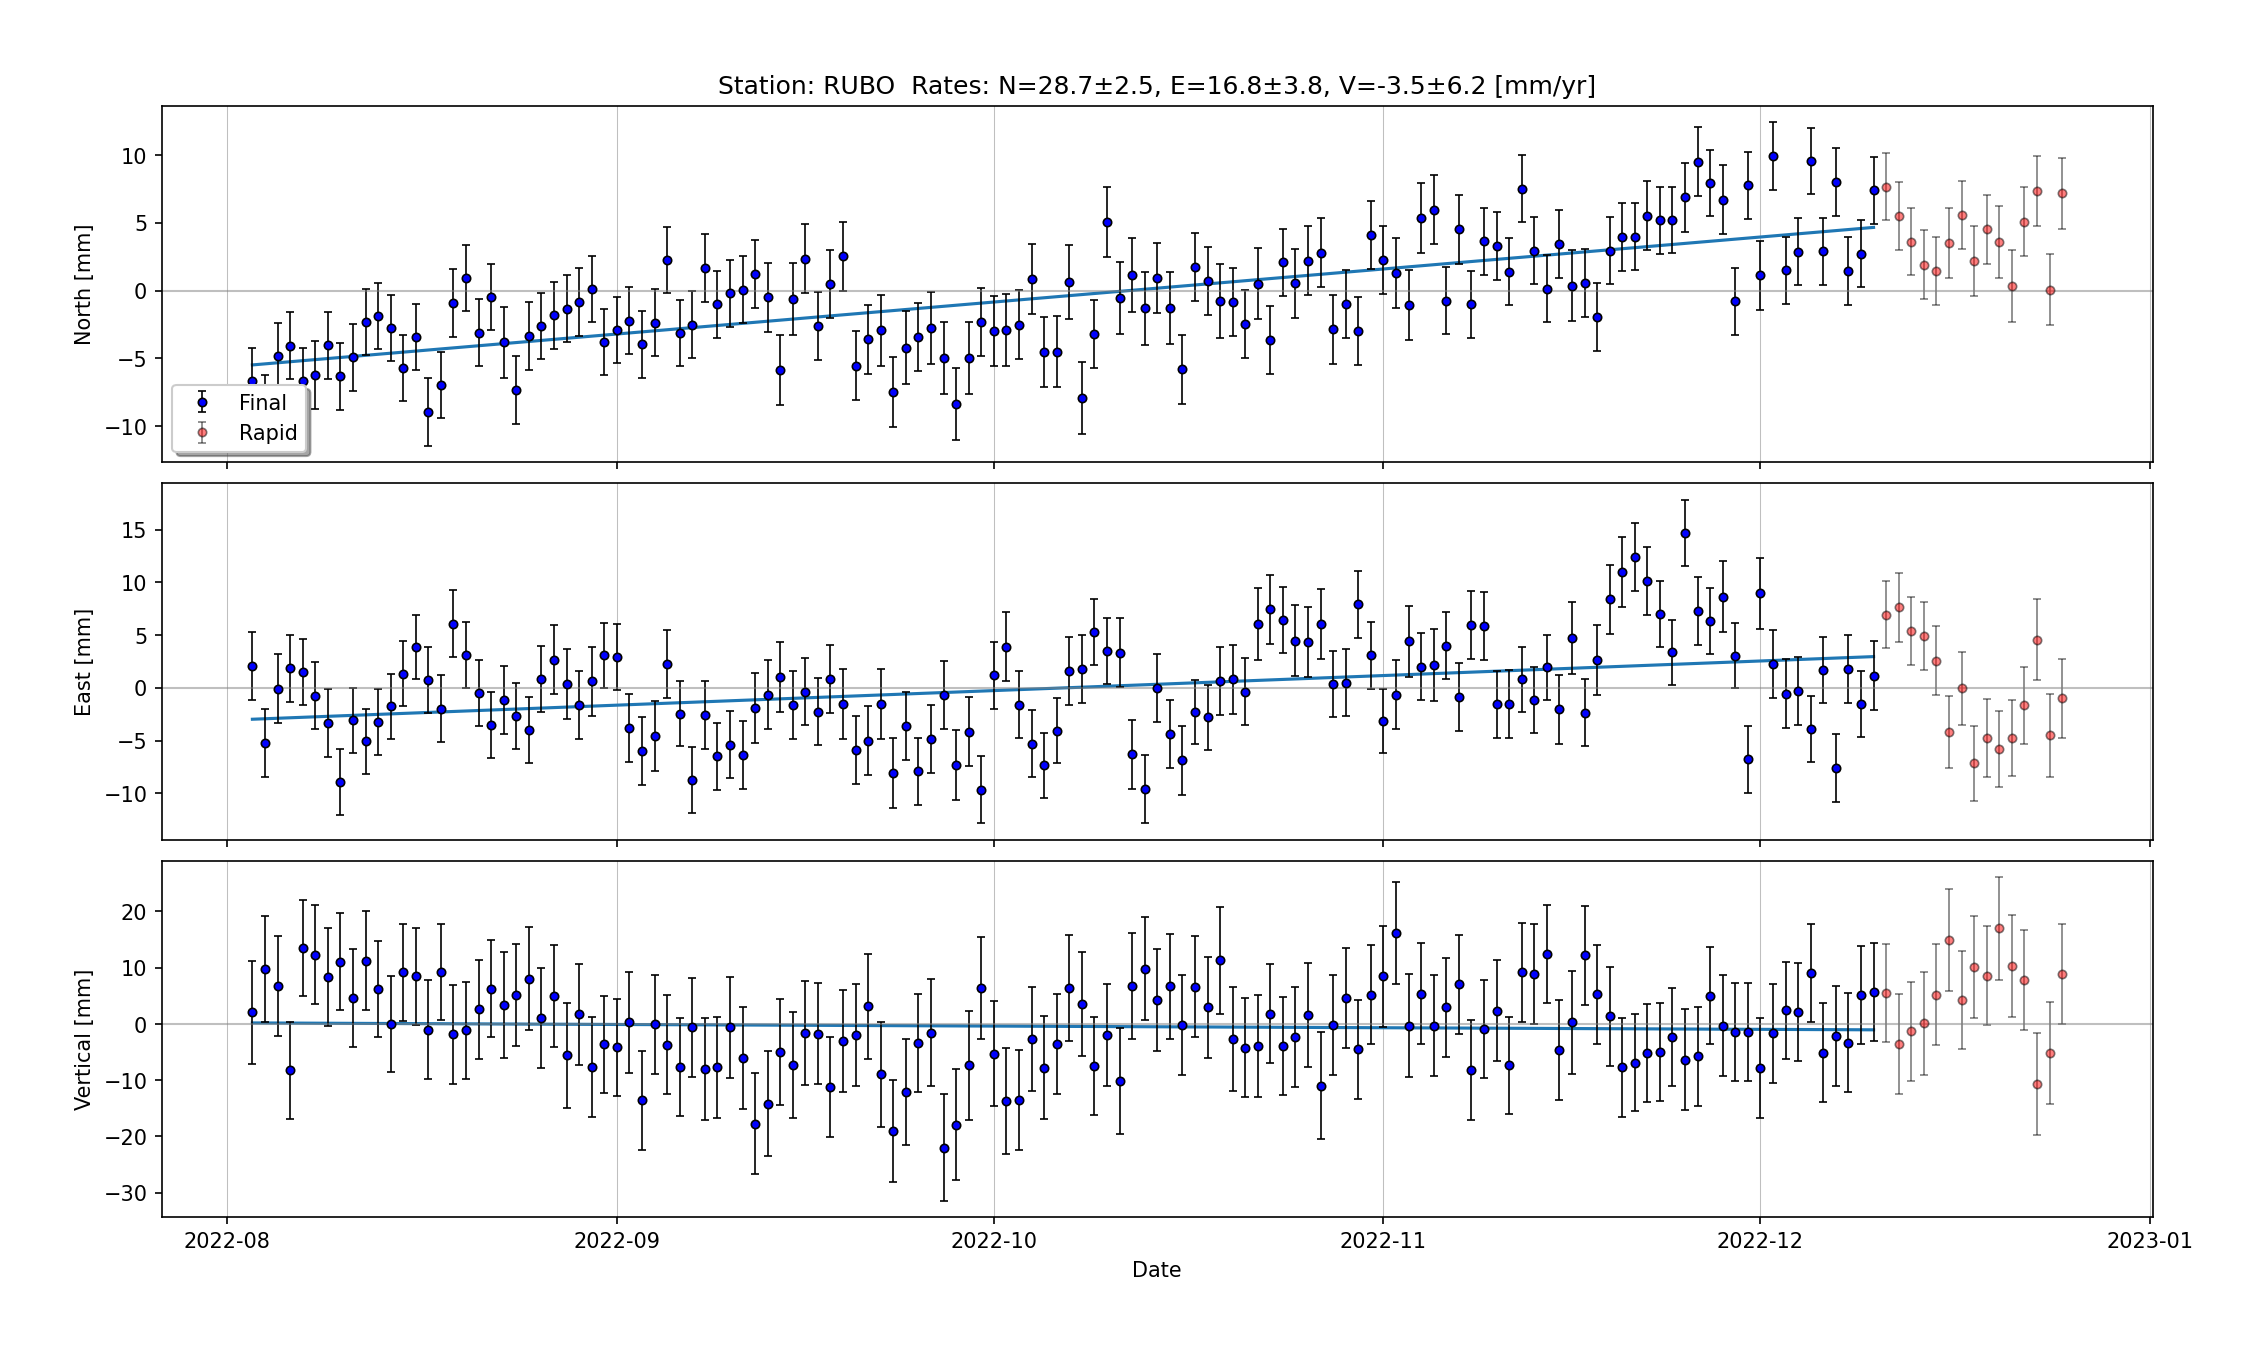 Station: RUBO  Rates: N=28.7±2.5, E=16.8±3.8, V=-3.5±6.2 [mm/yr]
North [mm]
10
5
0
−5
−10
Final
Rapid
East [mm]
15
10
5
0
−5
−10
Vertical [mm]
20
10
0
−10
−20
−30
2022-08 2022-09 2022-10 2022-11 2022-12 2023-01
Date